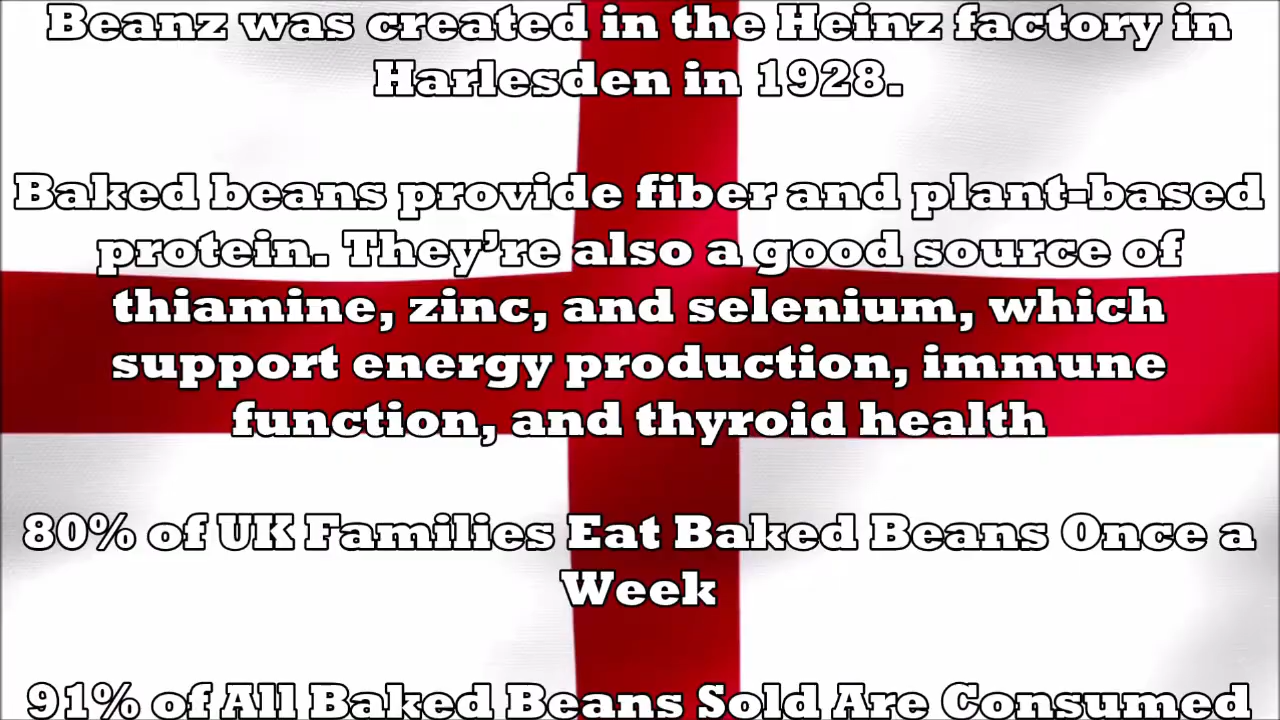 Beanz was created in the Heinz factory in
Harlesden in 1928.
Baked beans provide fiber and plant-based
protein. They’re also a good source of
thiamine, zinc, and selenium, which
support energy production, immune
function, and thyroid health
80% of UK Families Eat Baked Beans Once a
Week
91% of All Baked Beans Sold Are Consumed